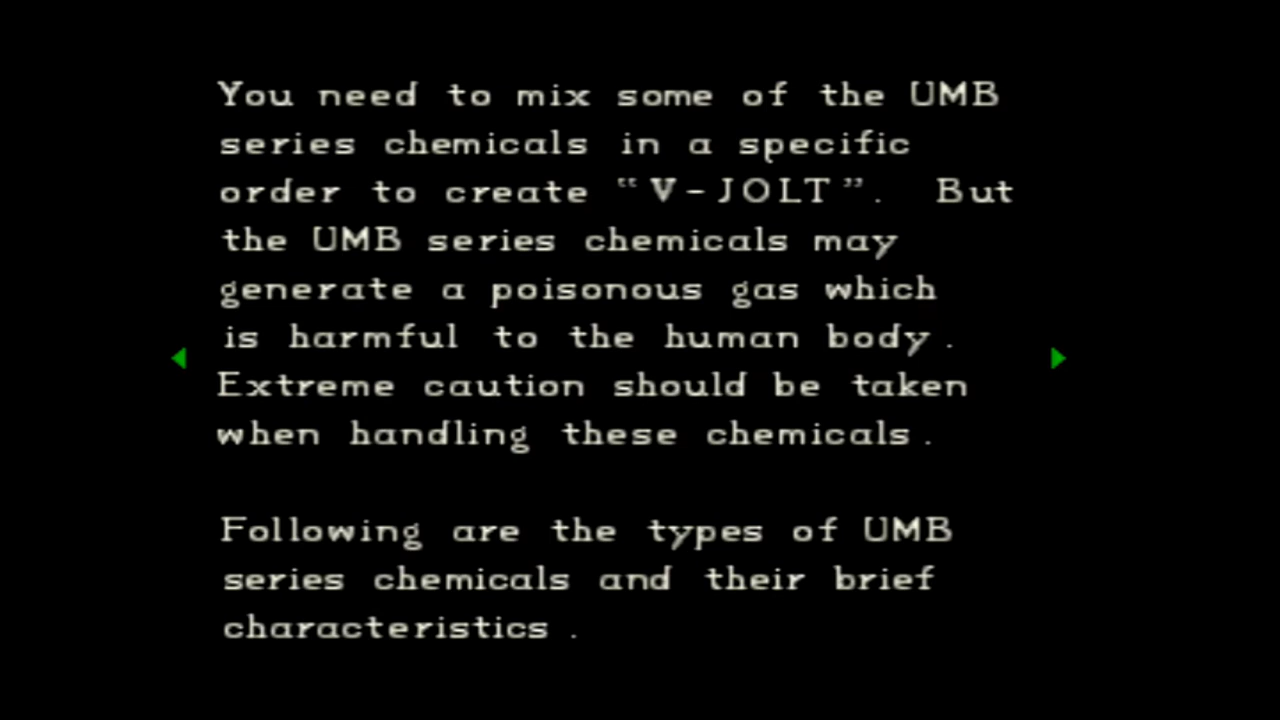 You need to mix some of the UMB
series chemicals in a specific
order to create “V-JOLT”. But
the UMB series chemicals may
generate a poisonous gas which
is harmful to the human body.
Extreme caution should be taken
when handling these chemicals.
Following are the types of UMB
series chemicals and their brief
characteristics.